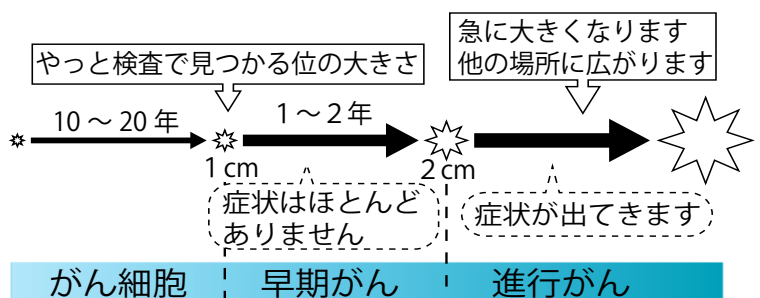 やっと検査で見つかる位の大きさ
急に大きくなります
他の場所に広がります
10～20年
1～2年
1 cm
2 cm
症状はほとんど
ありません
症状が出てきます
がん細胞
早期がん
進行がん